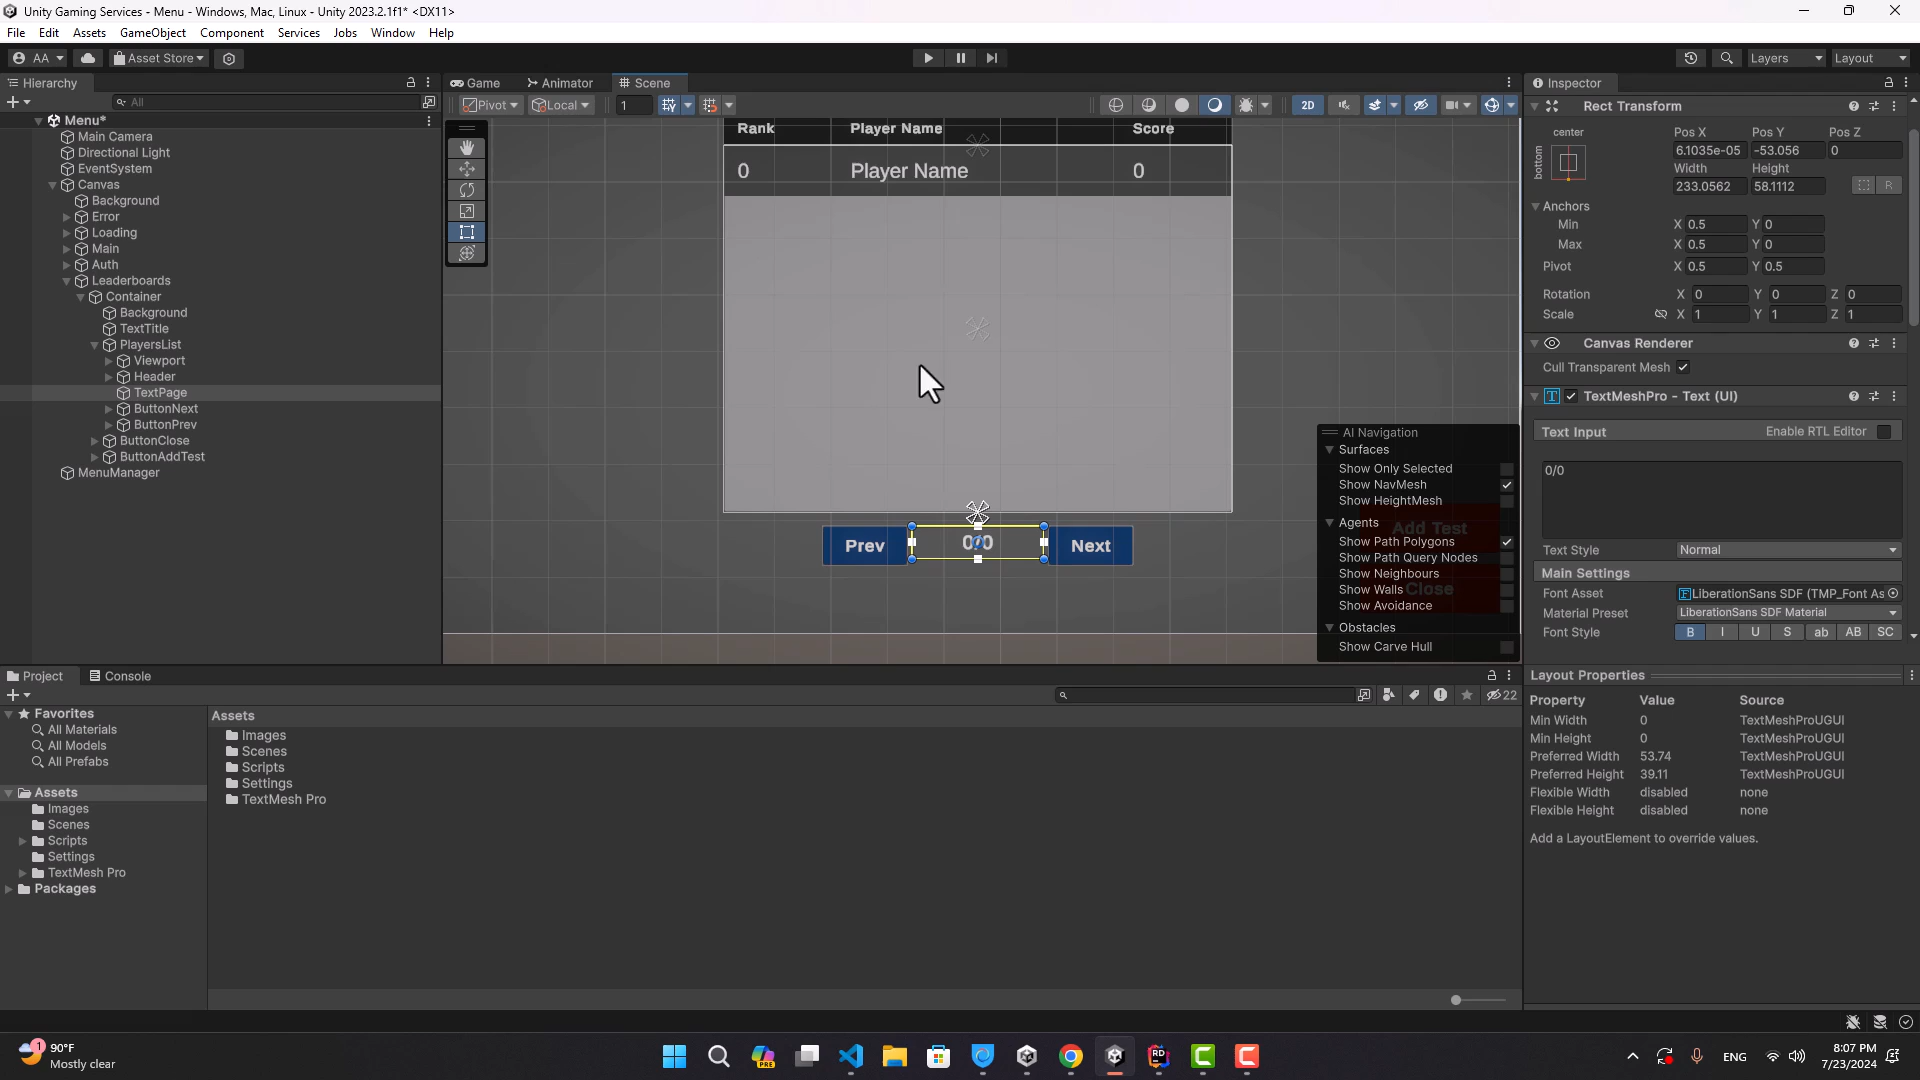 Unity Gaming Services - Menu - Windows, Mac, Linux - Unity 2023.2.1f1* <DX11>
File Edit Assets GameObject Component Services Jobs Window Help
AA Asset Store Layers Layout
Hierarchy Game Animator Scene Inspector
All Pivot Local 1 2D
Menu*
Main Camera
Directional Light
EventSystem
Canvas
Background
Error
Loading
Main
Auth
Leaderboards
Container
Background
TextTitle
PlayersList
Viewport
Header
TextPage
ButtonNext
ButtonPrev
ButtonClose
ButtonAddTest
MenuManager
Rank Player Name Score
0 Player Name 0
Prev 0/0 Next
AI Navigation
Surfaces
Show Only Selected
Show NavMesh
Show HeightMesh
Add Test
Agents
Show Path Polygons
Show Path Query Nodes
Show Neighbours
Show Walls
Close
Show Avoidance
Obstacles
Show Carve Hull
Rect Transform
center Pos X Pos Y Pos Z
bottom 6.1035e-05 -53.056 0
Width Height
233.0562 58.1112 R
Anchors
Min X 0.5 Y 0
Max X 0.5 Y 0
Pivot X 0.5 Y 0.5
Rotation X 0 Y 0 Z 0
Scale X 1 Y 1 Z 1
Canvas Renderer
Cull Transparent Mesh
TextMeshPro - Text (UI)
Text Input Enable RTL Editor
0/0
Text Style Normal
Main Settings
Font Asset LiberationSans SDF (TMP_Font As
Material Preset LiberationSans SDF Material
Font Style B I U S ab AB SC
Project Console
22
Favorites
All Materials
All Models
All Prefabs
Assets
Images
Scenes
Scripts
Settings
TextMesh Pro
Packages
Assets
Images
Scenes
Scripts
Settings
TextMesh Pro
Layout Properties
Property Value Source
Min Width 0 TextMeshProUGUI
Min Height 0 TextMeshProUGUI
Preferred Width 53.74 TextMeshProUGUI
Preferred Height 39.11 TextMeshProUGUI
Flexible Width disabled none
Flexible Height disabled none
Add a LayoutElement to override values.
1 90°F
Mostly clear
PRE
RD
ENG
8:07 PM
7/23/2024